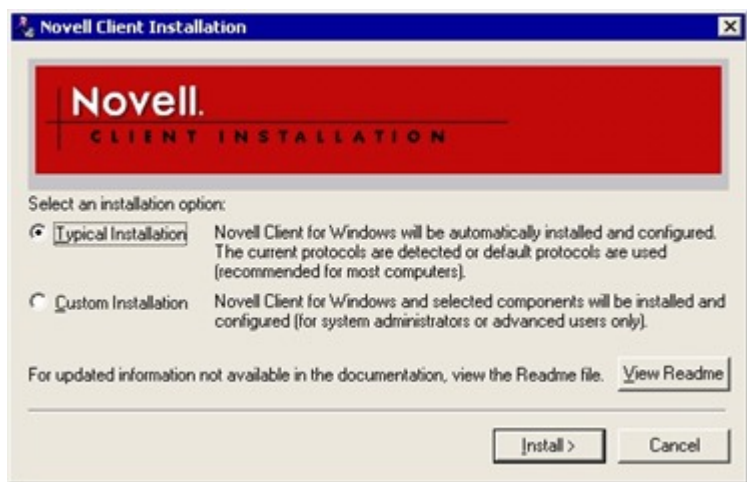 Novell Client Installation
Novell.
CLIENT INSTALLATION
Select an installation option:
Typical Installation
Novell Client for Windows will be automatically installed and configured.
The current protocols are detected or default protocols are used
(recommended for most computers).
Custom Installation
Novell Client for Windows and selected components will be installed and
configured (for system administrators or advanced users only).
For updated information not available in the documentation, view the Readme file.
View Readme
Install >
Cancel